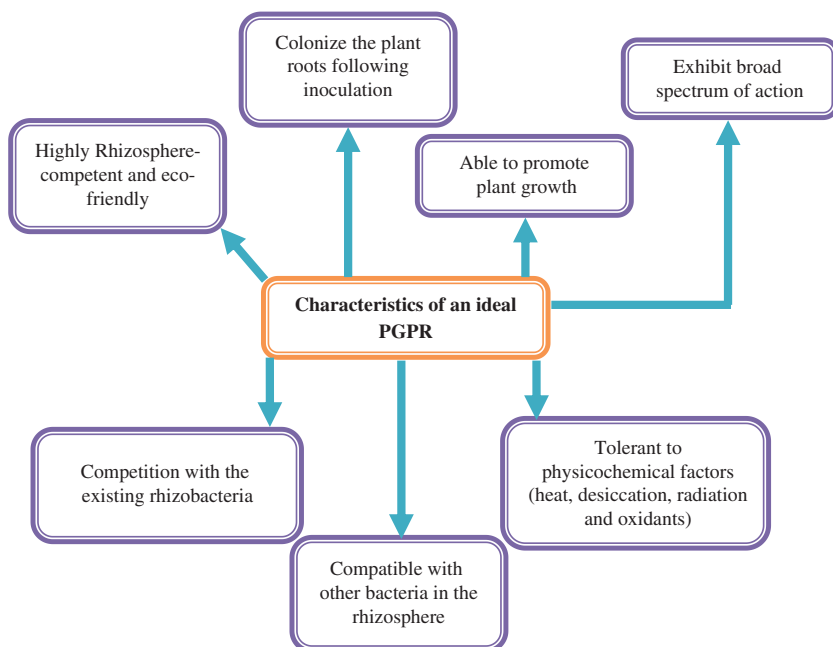 Colonize the plant
roots following
inoculation
Exhibit broad
spectrum of action
Highly Rhizosphere-
competent and eco-
friendly
Able to promote
plant growth
Characteristics of an ideal
PGPR
Competition with the
existing rhizobacteria
Tolerant to
physicochemical factors
(heat, desiccation, radiation
and oxidants)
Compatible with
other bacteria in the
rhizosphere